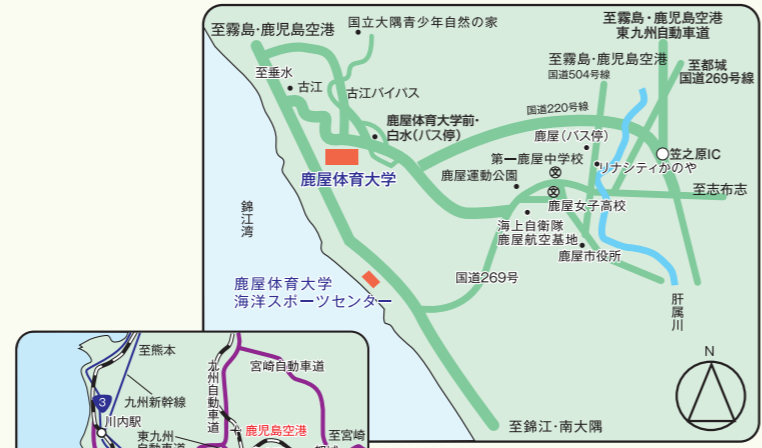 至霧島・鹿児島空港
国立大隅青少年自然の家
至霧島・鹿児島空港
東九州自動車道
至霧島・鹿児島空港
国道504号線
至都城
国道269号線
至垂水
古江
古江バイパス
国道220号線
鹿屋体育大学前・
白水(バス停)
鹿屋(バス停)
笠之原IC
第一鹿屋中学校
リナシティかのや
鹿屋体育大学
鹿屋運動公園
文
至志布志
文
鹿屋女子高校
錦江湾
海上自衛隊
鹿屋航空基地
鹿屋市役所
鹿屋体育大学
海洋スポーツセンター
国道269号
肝属川
N
至錦江・南大隅
至熊本
九州自動車道
宮崎自動車道
3
九州新幹線
川内駅
鹿児島空港
至宮崎
東九州